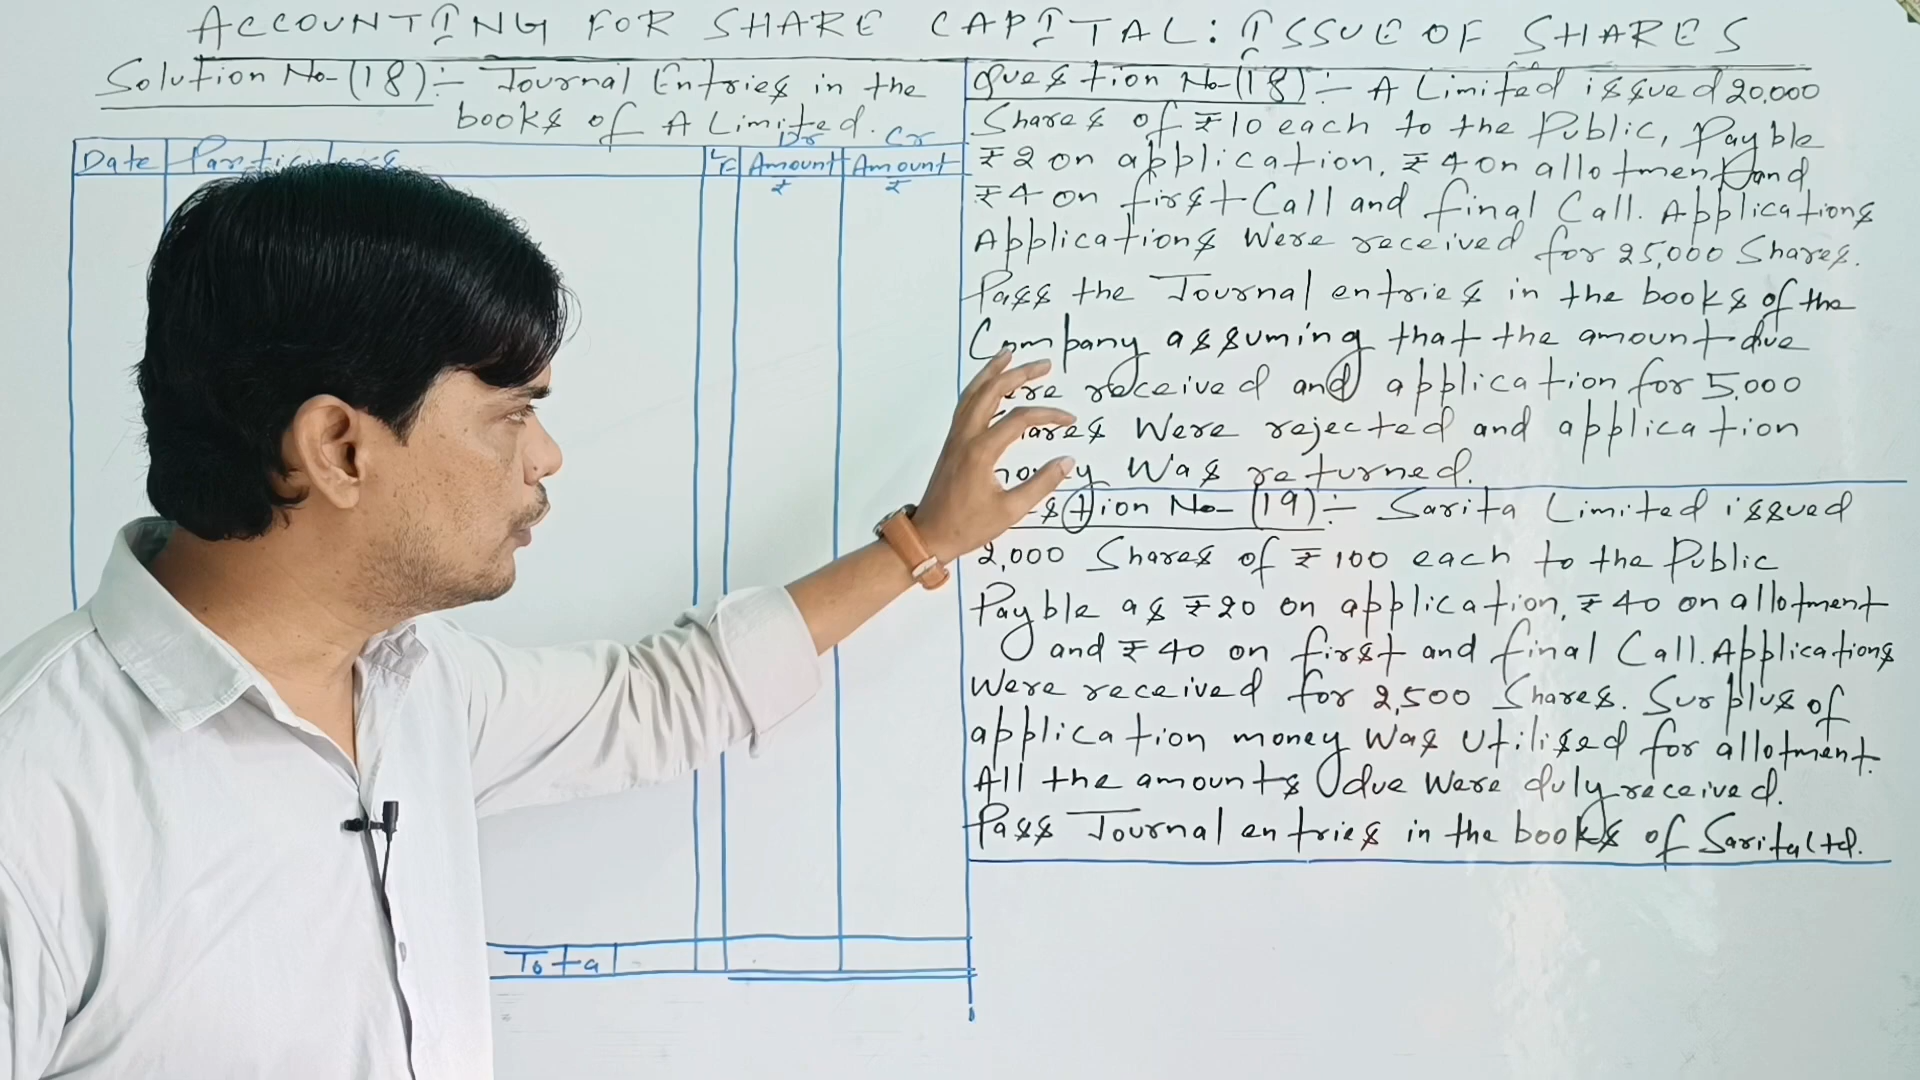 ACCOUNTING FOR SHARE CAPITAL: ISSUE OF SHARES
Solution No-(18):- Journal Entries in the
books of A Limited.
Dr Cr
Date Particulars LF Amount Amount
₹ ₹
Total
Question No-(18):- A Limited issued 20,000
Shares of ₹10 each to the Public, Payble
₹2 on application, ₹4 on allotment and
₹4 on first Call and final Call. Applications
Applications Were received for 25,000 Shares.
Pass the Journal entries in the books of the
Company assuming that the amount due
received and application for 5,000
Were rejected and application
Was returned.
No- (19):- Sarita Limited issued
2,000 Shares of ₹100 each to the Public
Payble as ₹20 on application, ₹40 on allotment
and ₹40 on first and final Call. Applications
Were received for 2,500 Shares. Surplus of
application money Was Utilised for allotment.
All the amounts due Were duly received.
Pass Journal entries in the books of Sarita Ltd.